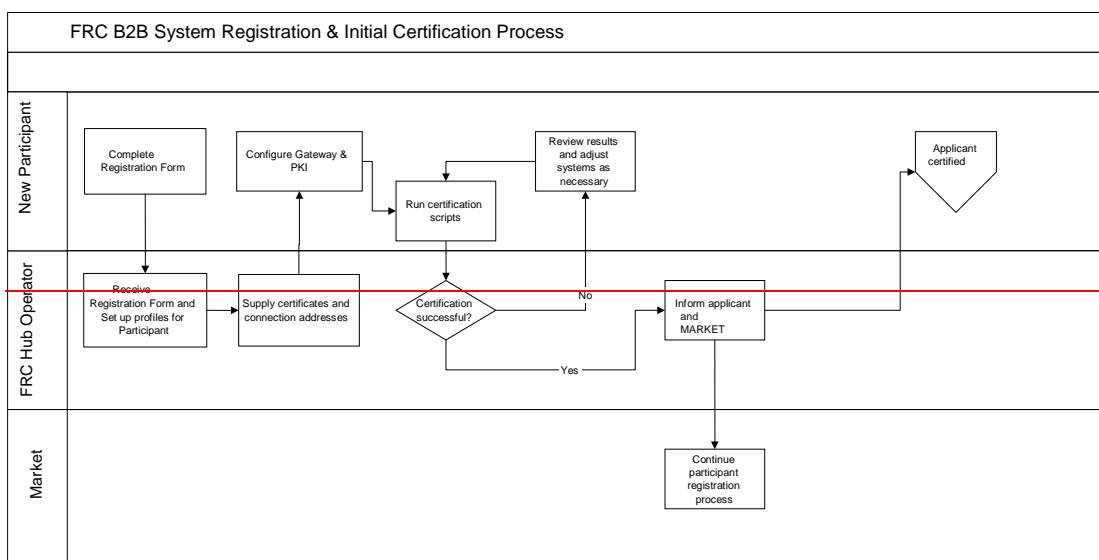 FRC B2B System Registration & Initial Certification Process
New Participant
Complete
Registration Form
Configure Gateway &
PKI
Run certification
scripts
Review results
and adjust
systems as
necessary
Applicant
certified
FRC Hub Operator
Receive
Registration Form and
Set up profiles for
Participant
Supply certificates and
connection addresses
Certification
successful?
No
Yes
Inform applicant
and
MARKET
Market
Continue
participant
registration
process